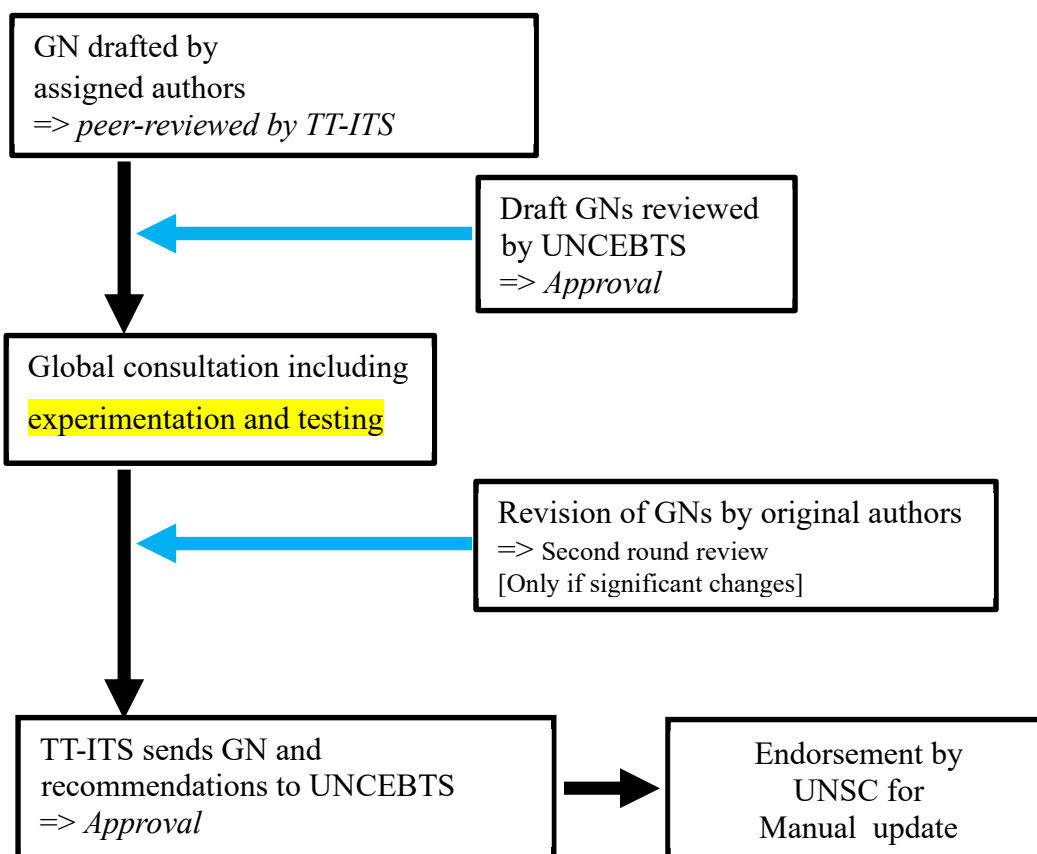 GN drafted by
assigned authors
=> peer-reviewed by TT-ITS
Draft GNs reviewed
by UNCEBTS
=> Approval
Global consultation including
experimentation and testing
Revision of GNs by original authors
=> Second round review
[Only if significant changes]
TT-ITS sends GN and
recommendations to UNCEBTS
=> Approval
Endorsement by
UNSC for
Manual update